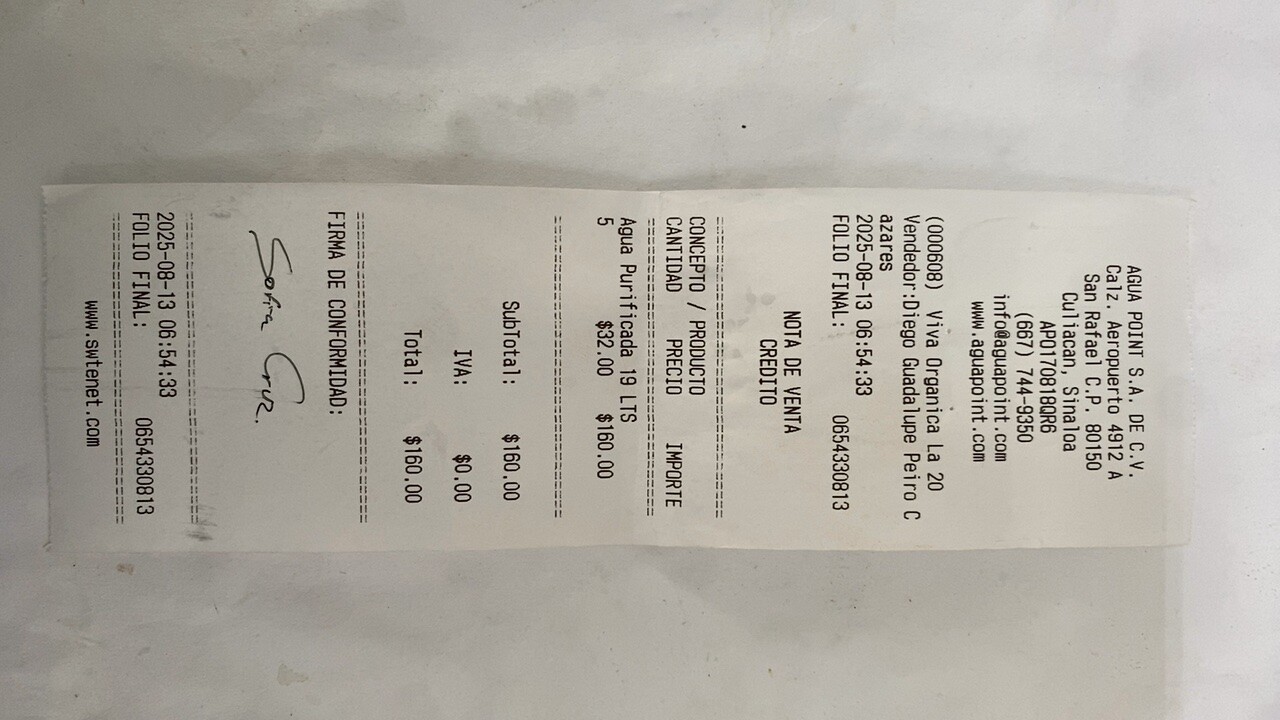 AGUA POINT S.A. DE C.V.
Calz. Aeropuerto 4912 A
San Rafael C.P. 80150
Culiacan, Sinaloa
APO170818QR6
(667) 744-9350
info@aguapoint.com
www.aguapoint.com
(000608) Viva Organica La 20
Vendedor:Diego Guadalupe Peiro C
azares
2025-08-13 06:54:33
FOLIO FINAL: 0654330813
NOTA DE VENTA
CREDITO
CONCEPTO / PRODUCTO
CANTIDAD PRECIO IMPORTE
Agua Purificada 19 LTS
5 $32.00 $160.00
SubTotal: $160.00
IVA: $0.00
Total: $160.00
FIRMA DE CONFORMIDAD:
Sofia Cruz.
2025-08-13 06:54:33
FOLIO FINAL: 0654330813
www.swtenet.com